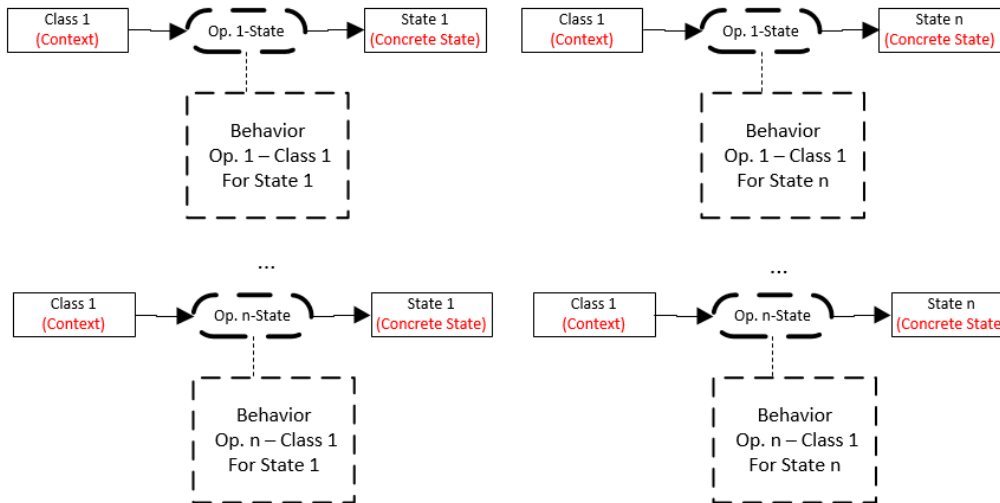 Class 1
(Context)
Op. 1-State
State 1
(Concrete State)
Behavior
Op. 1 – Class 1
For State 1
Class 1
(Context)
Op. 1-State
State n
(Concrete State)
Behavior
Op. 1 – Class 1
For State n
...
...
Class 1
(Context)
Op. n-State
State 1
(Concrete State)
Behavior
Op. n – Class 1
For State 1
Class 1
(Context)
Op. n-State
State n
(Concrete State)
Behavior
Op. n – Class 1
For State n